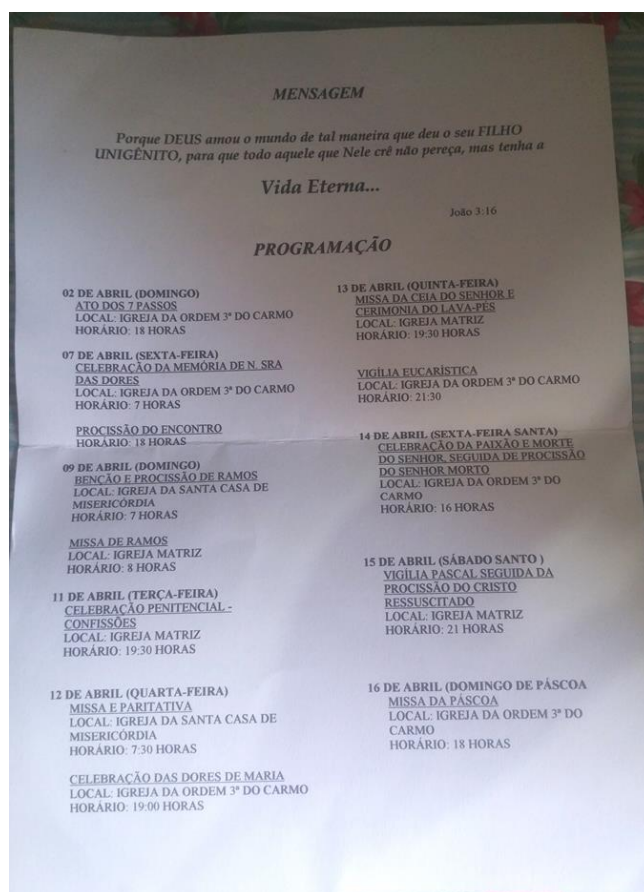 MENSAGEM
Porque DEUS amou o mundo de tal maneira que deu o seu FILHO
UNIGÊNITO, para que todo aquele que Nele crê não pereça, mas tenha a
Vida Eterna...
João 3:16
PROGRAMAÇÃO
02 DE ABRIL (DOMINGO)
ATO DOS 7 PASSOS
LOCAL: IGREJA DA ORDEM 3ª DO CARMO
HORÁRIO: 18 HORAS
07 DE ABRIL (SEXTA-FEIRA)
CELEBRAÇÃO DA MEMÓRIA DE N. SRA
DAS DORES
LOCAL: IGREJA DA ORDEM 3ª DO CARMO
HORÁRIO: 7 HORAS
PROCISSÃO DO ENCONTRO
HORÁRIO: 18 HORAS
09 DE ABRIL (DOMINGO)
BENCÃO E PROCISSÃO DE RAMOS
LOCAL: IGREJA DA SANTA CASA DE
MISERICÓRDIA
HORÁRIO: 7 HORAS
MISSA DE RAMOS
LOCAL: IGREJA MATRIZ
HORÁRIO: 8 HORAS
11 DE ABRIL (TERÇA-FEIRA)
CELEBRAÇÃO PENITENCIAL -
CONFISSÕES
LOCAL: IGREJA MATRIZ
HORÁRIO: 19:30 HORAS
12 DE ABRIL (QUARTA-FEIRA)
MISSA E PARITATIVA
LOCAL: IGREJA DA SANTA CASA DE
MISERICÓRDIA
HORÁRIO: 7:30 HORAS
CELEBRAÇÃO DAS DORES DE MARIA
LOCAL: IGREJA DA ORDEM 3ª DO CARMO
HORÁRIO: 19:00 HORAS
13 DE ABRIL (QUINTA-FEIRA)
MISSA DA CEIA DO SENHOR E
CERIMONIA DO LAVA-PÉS
LOCAL: IGREJA MATRIZ
HORÁRIO: 19:30 HORAS
VIGÍLIA EUCARÍSTICA
LOCAL: IGREJA DA ORDEM 3ª DO CARMO
HORÁRIO: 21:30
14 DE ABRIL (SEXTA-FEIRA SANTA)
CELEBRAÇÃO DA PAIXÃO E MORTE
DO SENHOR, SEGUIDA DE PROCISSÃO
DO SENHOR MORTO
LOCAL: IGREJA DA ORDEM 3ª DO
CARMO
HORÁRIO: 16 HORAS
15 DE ABRIL (SÁBADO SANTO )
VIGÍLIA PASCAL SEGUIDA DA
PROCISSÃO DO CRISTO
RESSUSCITADO
LOCAL: IGREJA MATRIZ
HORÁRIO: 21 HORAS
16 DE ABRIL (DOMINGO DE PÁSCOA
MISSA DA PÁSCOA
LOCAL: IGREJA DA ORDEM 3ª DO
CARMO
HORÁRIO: 18 HORAS